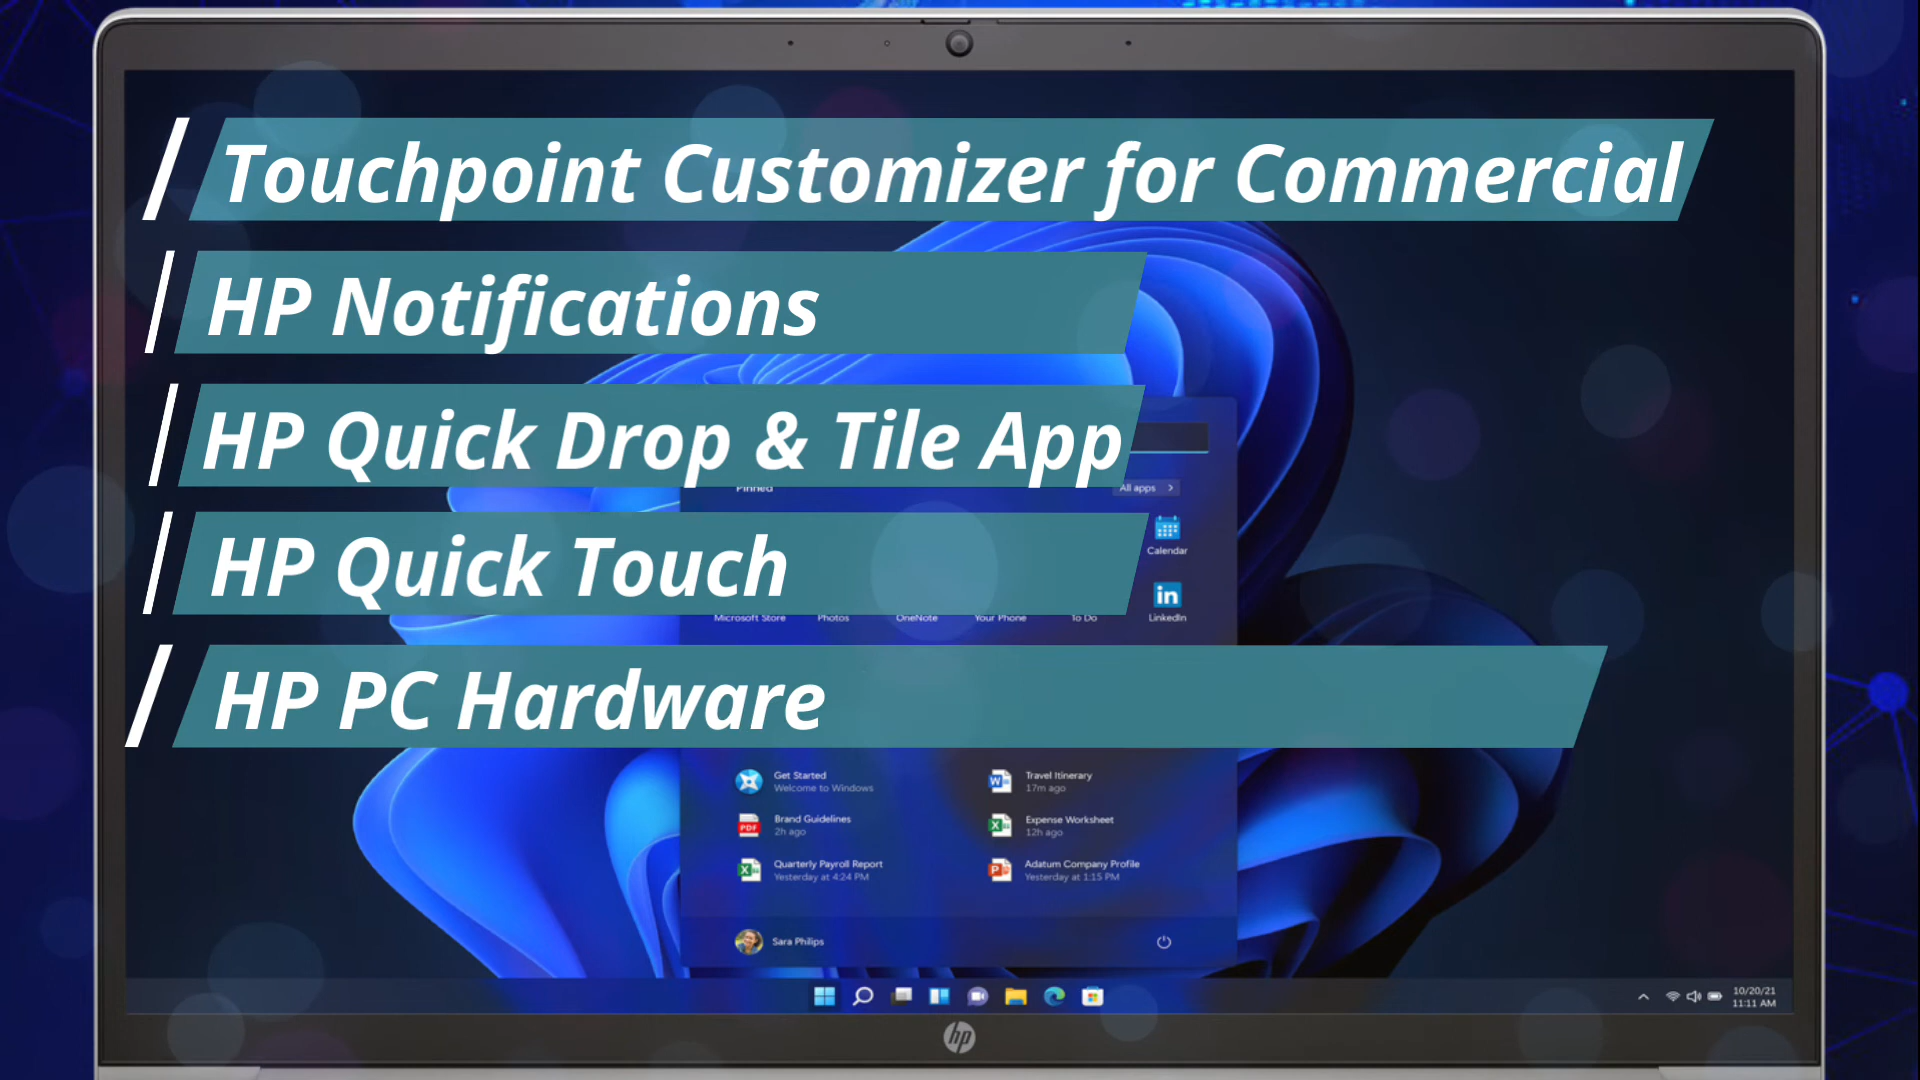 Touchpoint Customizer for Commercial
HP Notifications
HP Quick Drop & Tile App
Pinned
All apps >
Calendar
HP Quick Touch
Microsoft Store Photos OneNote Your Phone To Do LinkedIn
HP PC Hardware
Get Started
Welcome to Windows
Travel Itinerary
17m ago
Brand Guidelines
2h ago
Expense Worksheet
12h ago
Quarterly Payroll Report
Yesterday at 4:24 PM
Adatum Company Profile
Yesterday at 1:15 PM
Sara Philips
10/20/21
11:11 AM
hp